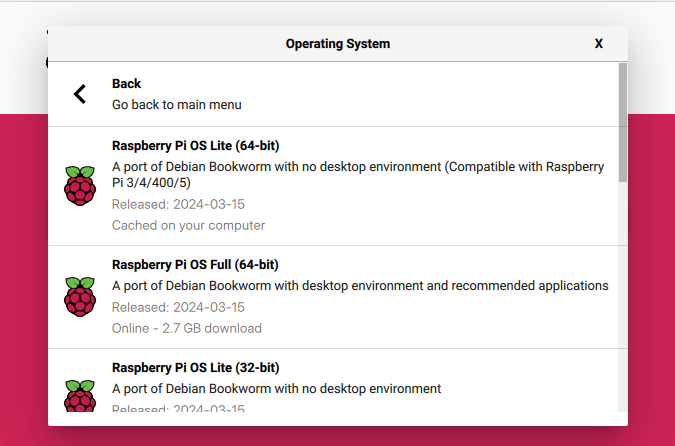 Operating System
X
Back
Go back to main menu
Raspberry Pi OS Lite (64-bit)
A port of Debian Bookworm with no desktop environment (Compatible with Raspberry
Pi 3/4/400/5)
Released: 2024-03-15
Cached on your computer
Raspberry Pi OS Full (64-bit)
A port of Debian Bookworm with desktop environment and recommended applications
Released: 2024-03-15
Online - 2.7 GB download
Raspberry Pi OS Lite (32-bit)
A port of Debian Bookworm with no desktop environment
Released: 2024-03-15